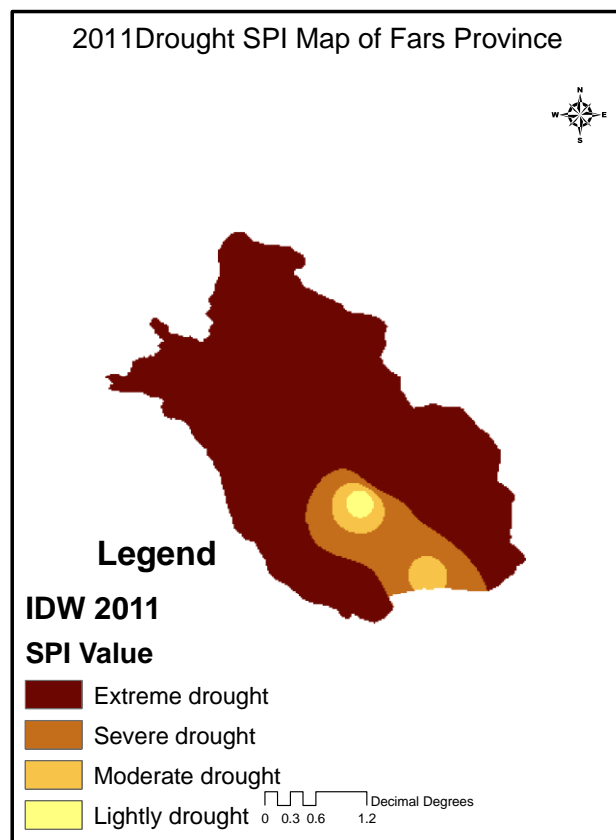 2011Drought SPI Map of Fars Province
N
W E
S
Legend
IDW 2011
SPI Value
Extreme drought
Severe drought
Moderate drought
Lightly drought
Decimal Degrees
0 0.3 0.6 1.2